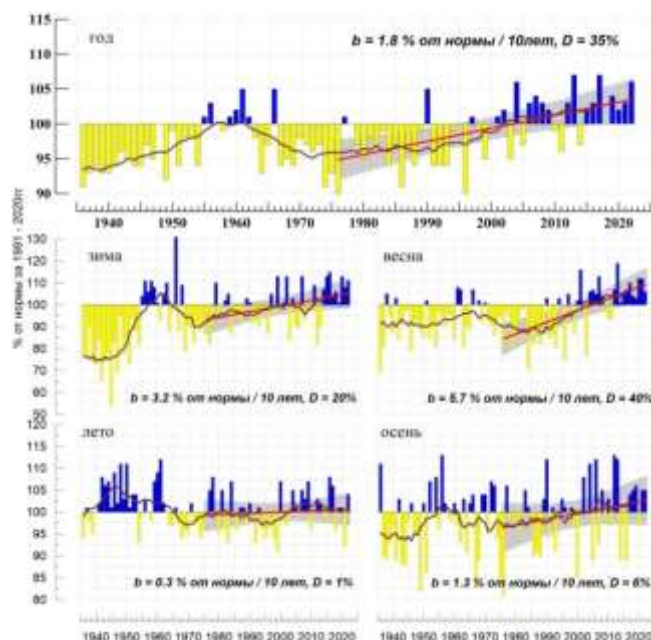 115
год
b = 1.8 % от нормы / 10лет, D = 35%
110
105
100
95
90
1940 1950 1960 1970 1980 1990 2000 2010 2020
% от нормы за 1991 - 2020гг
130
зима
весна
120
110
100
90
80
70
60
50
b = 3.2 % от нормы / 10 лет, D = 20%
b = 5.7 % от нормы / 10 лет, D = 40%
120
лето
осень
115
110
105
100
95
90
85
80
b = 0.3 % от нормы / 10 лет, D = 1%
b = 1.3 % от нормы / 10 лет, D = 6%
1940 1950 1960 1970 1980 1990 2000 2010 2020
1940 1950 1960 1970 1980 1990 2000 2010 2020